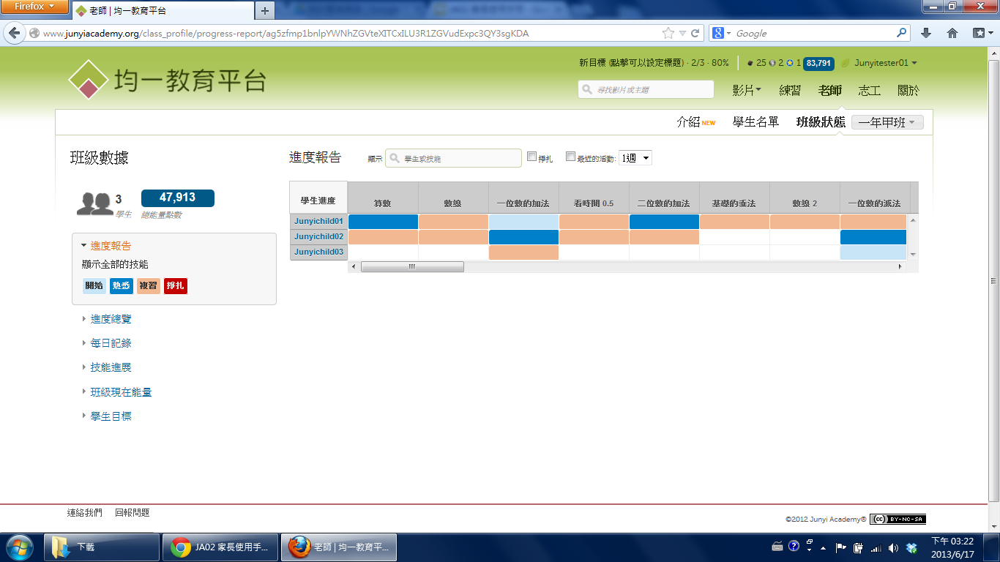 Firefox
老師 | 均一教育平台
www.junyiacademy.org/class_profile/progress-report/ag5zfmp1bnlpYWNhZGVteXITCxILU3R1ZGVudExpc3QY3sgKDA
Google
均一教育平台
新目標 (點擊可以設定標題) · 2/3 · 80%
25 2 1 83,791 Junyitester01
尋找影片或主題
影片 練習 老師 志工 關於
介紹NEW 學生名單 班級狀態 一年甲班
班級數據
進度報告 顯示 學生或技能 掙扎 最近的活動: 1週
3 學生
47,913
總能量點數
學生進度 算數 數線 一位數的加法 看時間 0.5 二位數的加法 基礎的乘法 數線 2 一位數的減法
Junyichild01
Junyichild02
Junyichild03
進度報告
顯示全部的技能
開始 熟悉 複習 掙扎
進度總覽
每日記錄
技能進展
班級現在能量
學生目標
連絡我們 回報問題
©2012 Junyi Academy® cc BY-NC-SA
下載
JA02 家長使用手...
老師 | 均一教育平...
下午 03:22
2013/6/17